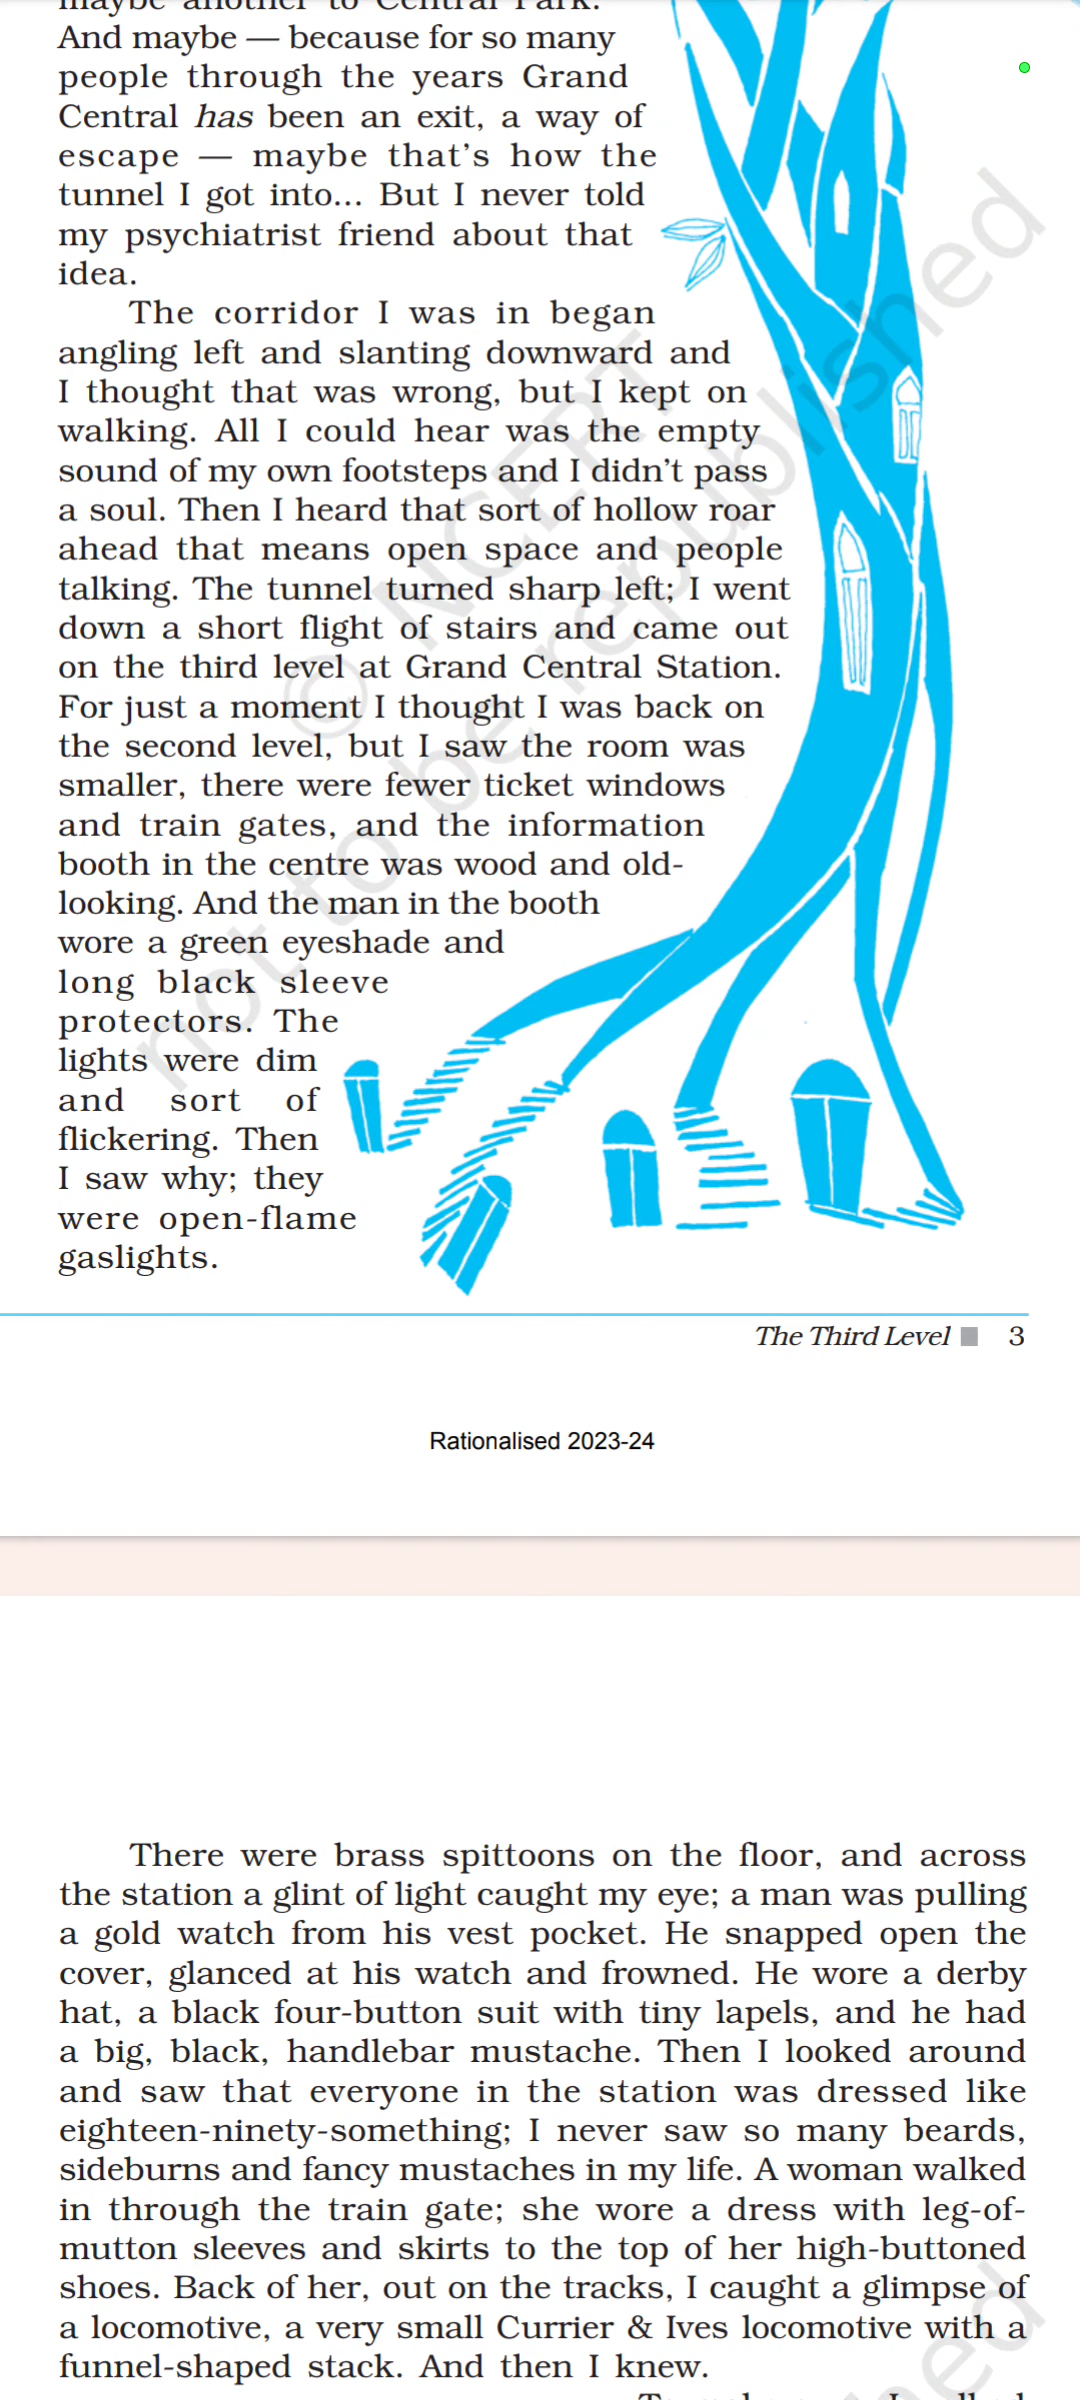 maybe another to Central Park.
And maybe — because for so many
people through the years Grand
Central has been an exit, a way of
escape — maybe that's how the
tunnel I got into... But I never told
my psychiatrist friend about that
idea.
The corridor I was in began
angling left and slanting downward and
I thought that was wrong, but I kept on
walking. All I could hear was the empty
sound of my own footsteps and I didn't pass
a soul. Then I heard that sort of hollow roar
ahead that means open space and people
talking. The tunnel turned sharp left; I went
down a short flight of stairs and came out
on the third level at Grand Central Station.
For just a moment I thought I was back on
the second level, but I saw the room was
smaller, there were fewer ticket windows
and train gates, and the information
booth in the centre was wood and old-
looking. And the man in the booth
wore a green eyeshade and
long black sleeve
protectors. The
lights were dim
and sort of
flickering. Then
I saw why; they
were open-flame
gaslights.
© NCERT
not to be republished
The Third Level 3
Rationalised 2023-24
There were brass spittoons on the floor, and across
the station a glint of light caught my eye; a man was pulling
a gold watch from his vest pocket. He snapped open the
cover, glanced at his watch and frowned. He wore a derby
hat, a black four-button suit with tiny lapels, and he had
a big, black, handlebar mustache. Then I looked around
and saw that everyone in the station was dressed like
eighteen-ninety-something; I never saw so many beards,
sideburns and fancy mustaches in my life. A woman walked
in through the train gate; she wore a dress with leg-of-
mutton sleeves and skirts to the top of her high-buttoned
shoes. Back of her, out on the tracks, I caught a glimpse of
a locomotive, a very small Currier & Ives locomotive with a
funnel-shaped stack. And then I knew.